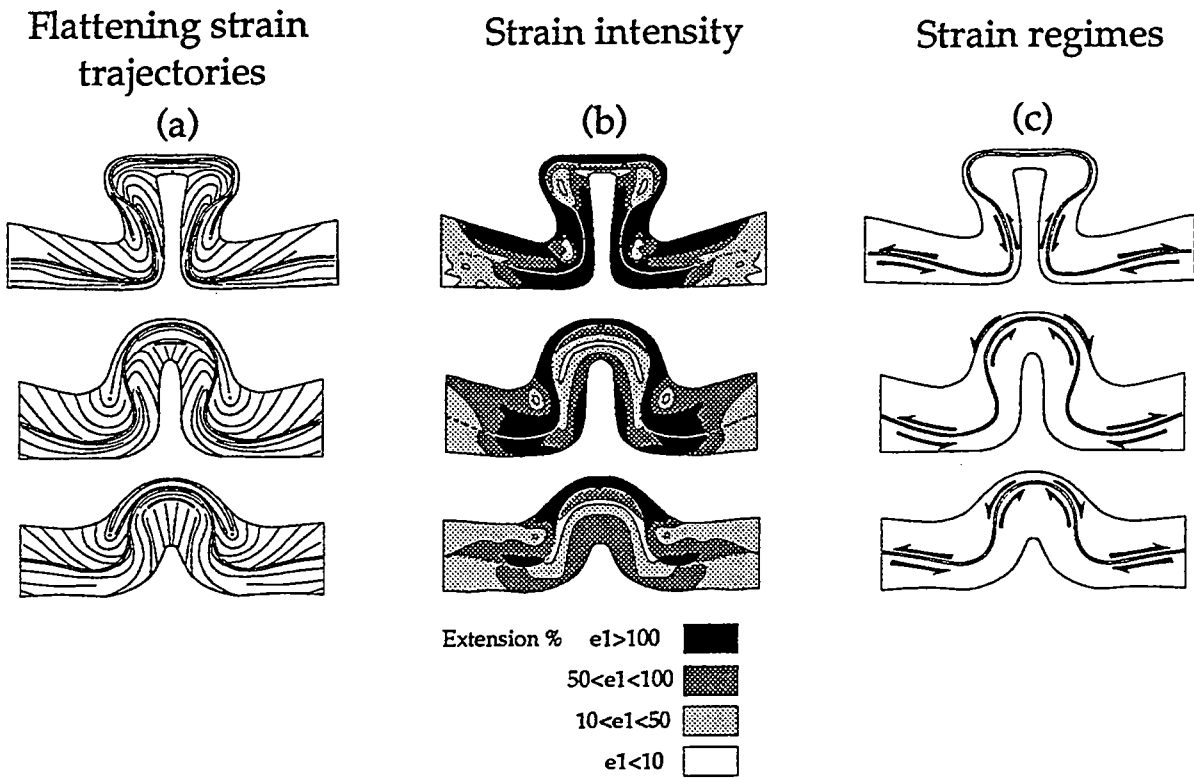 Flattening strain
trajectories
(a)
Strain intensity
(b)
Strain regimes
(c)
Extension % e1>100
50<e1<100
10<e1<50
e1<10